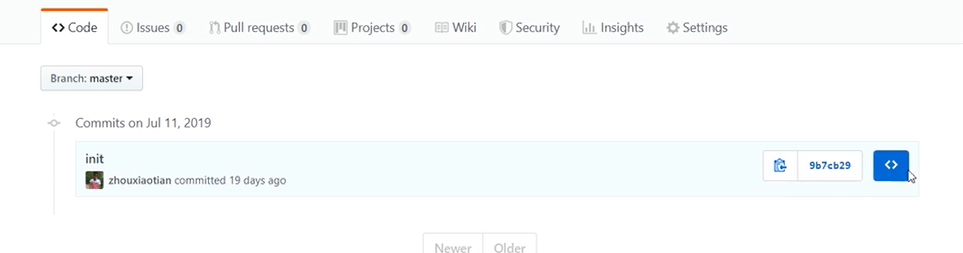 <> Code Issues 0 Pull requests 0 Projects 0 Wiki Security Insights Settings
Branch: master
Commits on Jul 11, 2019
init
zhouxiaotian committed 19 days ago
9b7cb29
<>
Newer Older